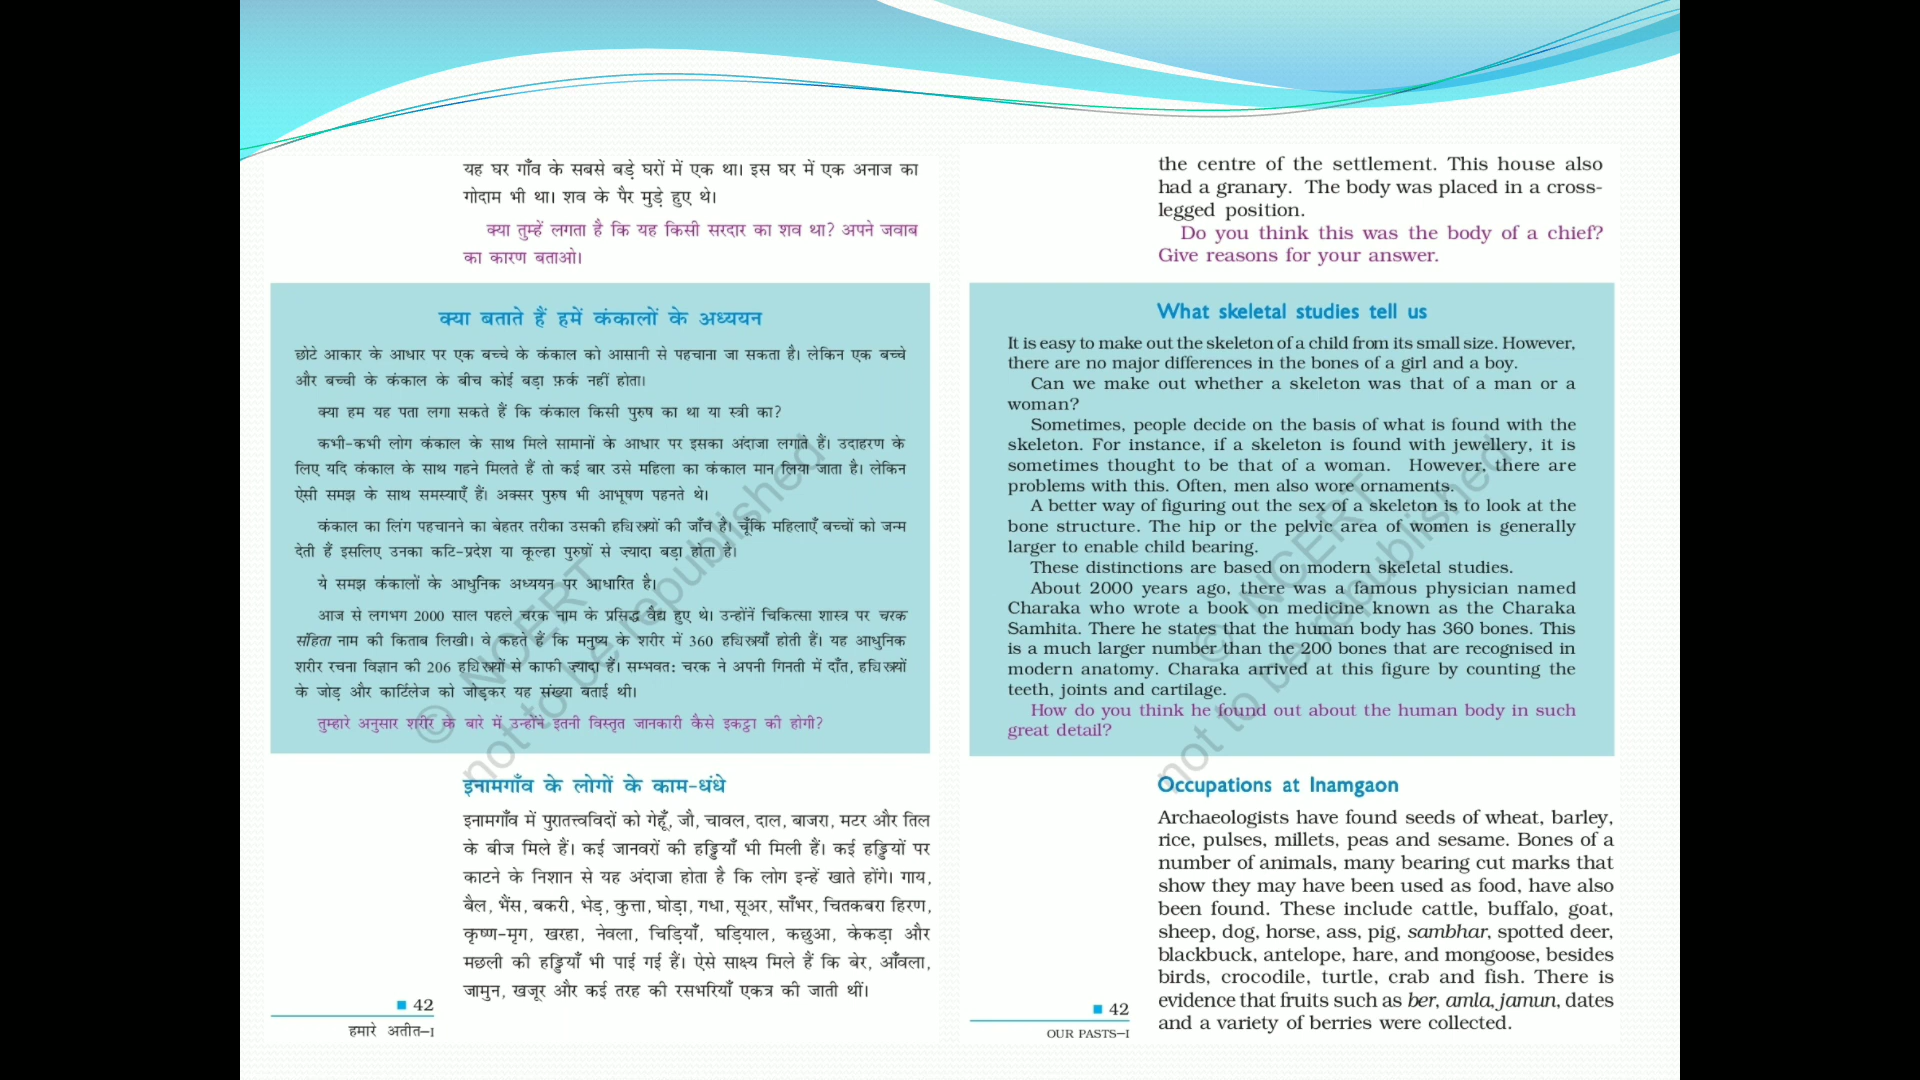 यह घर गाँव के सबसे बड़े घरों में एक था। इस घर में एक अनाज का
गोदाम भी था। शव के पैर मुड़े हुए थे।
क्या तुम्हें लगता है कि यह किसी सरदार का शव था? अपने जवाब
का कारण बताओ।
क्या बताते हैं हमें कंकालों के अध्ययन
छोटे आकार के आधार पर एक बच्चे के कंकाल को आसानी से पहचाना जा सकता है। लेकिन एक बच्चे
और बच्ची के कंकाल के बीच कोई बड़ा फ़र्क नहीं होता।
क्या हम यह पता लगा सकते हैं कि कंकाल किसी पुरुष का था या स्त्री का?
कभी-कभी लोग कंकाल के साथ मिले सामानों के आधार पर इसका अंदाजा लगाते हैं। उदाहरण के
लिए यदि कंकाल के साथ गहने मिलते हैं तो कई बार उसे महिला का कंकाल मान लिया जाता है। लेकिन
ऐसी समझ के साथ समस्याएँ हैं। अक्सर पुरुष भी आभूषण पहनते थे।
कंकाल का लिंग पहचानने का बेहतर तरीका उसकी की जाँच है। चूँकि महिलाएँ बच्चों को जन्म
देती हैं इसलिए उनका कटि-प्रदेश या कूल्हा पुरुषों से ज्यादा बड़ा होता है।
ये समझ कंकालों के आधुनिक अध्ययन पर आधारित है।
आज से लगभग 2000 साल पहले चरक नाम के प्रसिद्ध वैद्य हुए थे। उन्होंनें चिकित्सा शास्त्र पर चरक
संहिता नाम की किताब लिखी। वे कहते हैं कि मनुष्य के शरीर में 360 होती हैं। यह आधुनिक
शरीर रचना विज्ञान की 206 से काफी ज्यादा हैं। सम्भवत: चरक ने अपनी गिनती में दाँत,
के जोड़ और कार्टिलेज को जोड़कर यह संख्या बताई थी।
तुम्हारे अनुसार शरीर के बारे में उन्होंने इतनी विस्तृत जानकारी कैसे इकट्ठा की होगी?
इनामगाँव के लोगों के काम-धंधे
इनामगाँव में पुरातत्त्वविदों को गेहूँ, जौ, चावल, दाल, बाजरा, मटर और तिल
के बीज मिले हैं। कई जानवरों की हड्डियाँ भी मिली हैं। कई हड्डियों पर
काटने के निशान से यह अंदाजा होता है कि लोग इन्हें खाते होंगे। गाय,
बैल, भैंस, बकरी, भेड़, कुत्ता, घोड़ा, गधा, सूअर, साँभर, चितकबरा हिरण,
कृष्ण-मृग, खरहा, नेवला, चिड़ियाँ, घड़ियाल, कछुआ, केकड़ा और
मछली की हड्डियाँ भी पाई गई हैं। ऐसे साक्ष्य मिले हैं कि बेर, आँवला,
जामुन, खजूर और कई तरह की रसभरियाँ एकत्र की जाती थीं।
42
हमारे अतीत–I
© NCERT
not to be republished
the centre of the settlement. This house also
had a granary. The body was placed in a cross-
legged position.
Do you think this was the body of a chief?
Give reasons for your answer.
What skeletal studies tell us
It is easy to make out the skeleton of a child from its small size. However,
there are no major differences in the bones of a girl and a boy.
Can we make out whether a skeleton was that of a man or a
woman?
Sometimes, people decide on the basis of what is found with the
skeleton. For instance, if a skeleton is found with jewellery, it is
sometimes thought to be that of a woman. However, there are
problems with this. Often, men also wore ornaments.
A better way of figuring out the sex of a skeleton is to look at the
bone structure. The hip or the pelvic area of women is generally
larger to enable child bearing.
These distinctions are based on modern skeletal studies.
About 2000 years ago, there was a famous physician named
Charaka who wrote a book on medicine known as the Charaka
Samhita. There he states that the human body has 360 bones. This
is a much larger number than the 200 bones that are recognised in
modern anatomy. Charaka arrived at this figure by counting the
teeth, joints and cartilage.
How do you think he found out about the human body in such
great detail?
Occupations at Inamgaon
Archaeologists have found seeds of wheat, barley,
rice, pulses, millets, peas and sesame. Bones of a
number of animals, many bearing cut marks that
show they may have been used as food, have also
been found. These include cattle, buffalo, goat,
sheep, dog, horse, ass, pig, sambhar, spotted deer,
blackbuck, antelope, hare, and mongoose, besides
birds, crocodile, turtle, crab and fish. There is
evidence that fruits such as ber, amla, jamun, dates
and a variety of berries were collected.
42
OUR PASTS–I
© NCERT
not to be republished